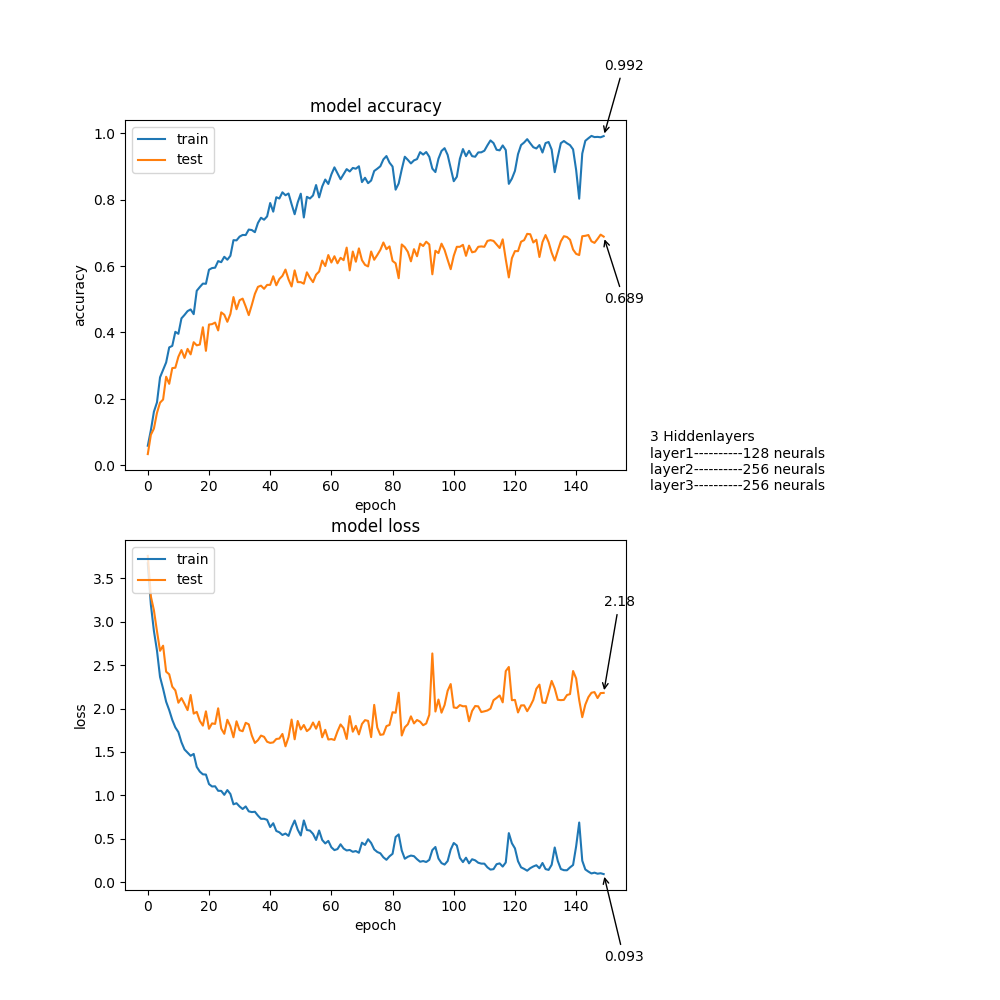 0.992
model accuracy
train
test
1.0
0.8
0.6
0.4
0.2
0.0
accuracy
0.689
0 20 40 60 80 100 120 140
epoch
3 Hiddenlayers
layer1----------128 neurals
layer2----------256 neurals
layer3----------256 neurals
model loss
train
test
3.5
3.0
2.5
2.0
1.5
1.0
0.5
0.0
loss
2.18
0 20 40 60 80 100 120 140
epoch
0.093